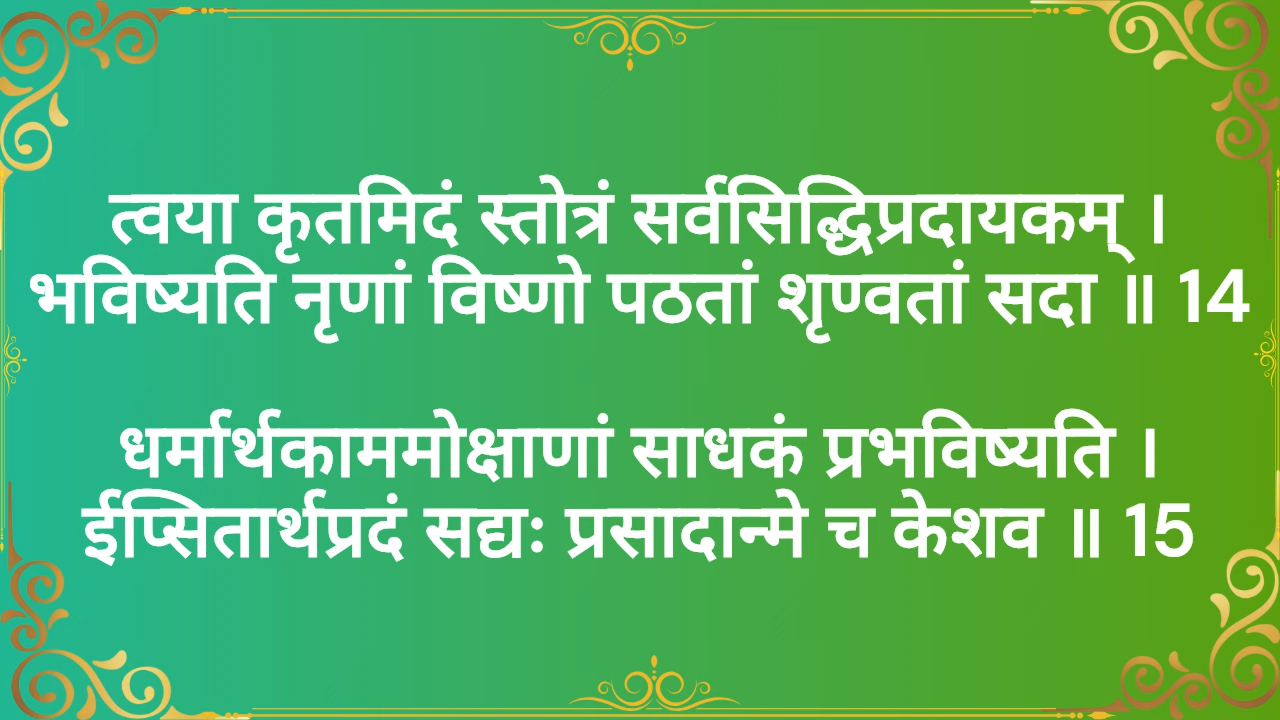 त्वया कृतमिदं स्तोत्रं सर्वसिद्धिप्रदायकम् ।
भविष्यति नृणां विष्णो पठतां शृण्वतां सदा ॥ 14
धर्मार्थकाममोक्षाणां साधकं प्रभविष्यति ।
ईप्सितार्थप्रदं सद्यः प्रसादान्मे च केशव ॥ 15